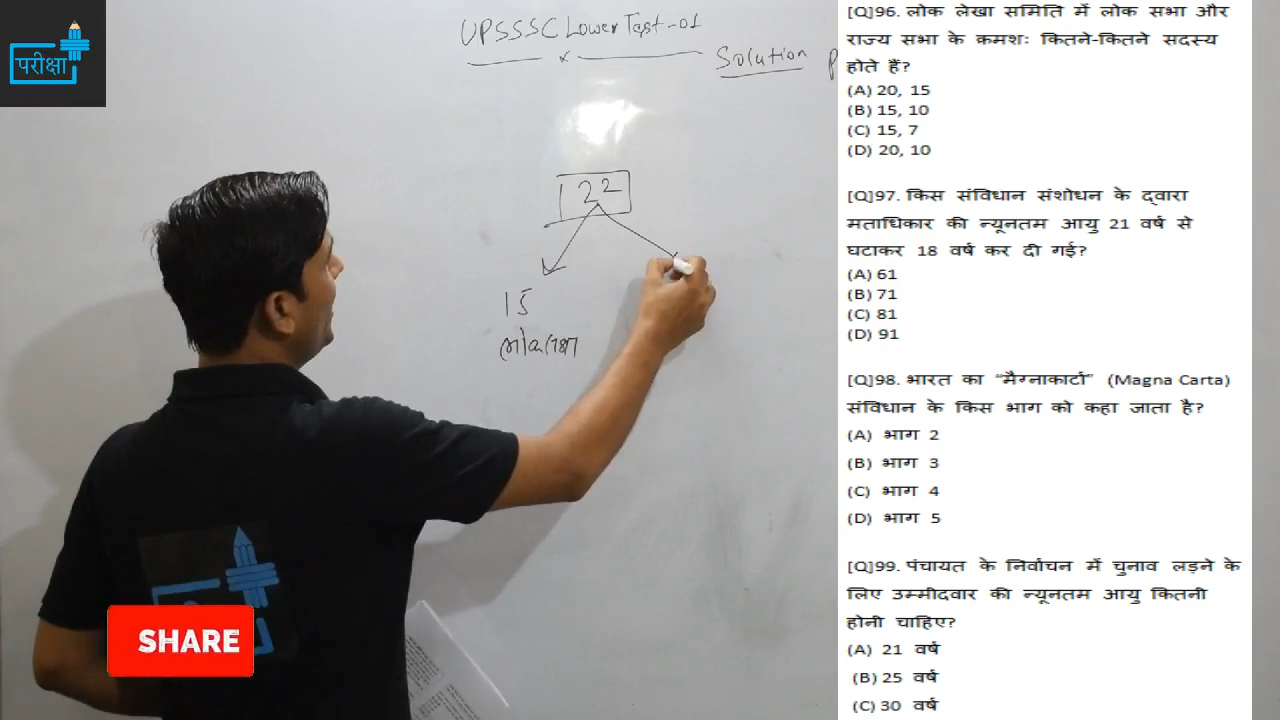 परीक्षा
UPSSSC Lower Test-01
Solution
22
15
लोकसभा
SHARE
[Q]96. लोक लेखा समिति में लोक सभा और
राज्य सभा के क्रमशः कितने-कितने सदस्य
होते हैं?
(A) 20, 15
(B) 15, 10
(C) 15, 7
(D) 20, 10
[Q]97. किस संविधान संशोधन के द्वारा
मताधिकार की न्यूनतम आयु 21 वर्ष से
घटाकर 18 वर्ष कर दी गई?
(A) 61
(B) 71
(C) 81
(D) 91
[Q]98. भारत का "मैग्नाकार्टा" (Magna Carta)
संविधान के किस भाग को कहा जाता है?
(A) भाग 2
(B) भाग 3
(C) भाग 4
(D) भाग 5
[Q]99. पंचायत के निर्वाचन में चुनाव लड़ने के
लिए उम्मीदवार की न्यूनतम आयु कितनी
होनी चाहिए?
(A) 21 वर्ष
(B) 25 वर्ष
(C) 30 वर्ष